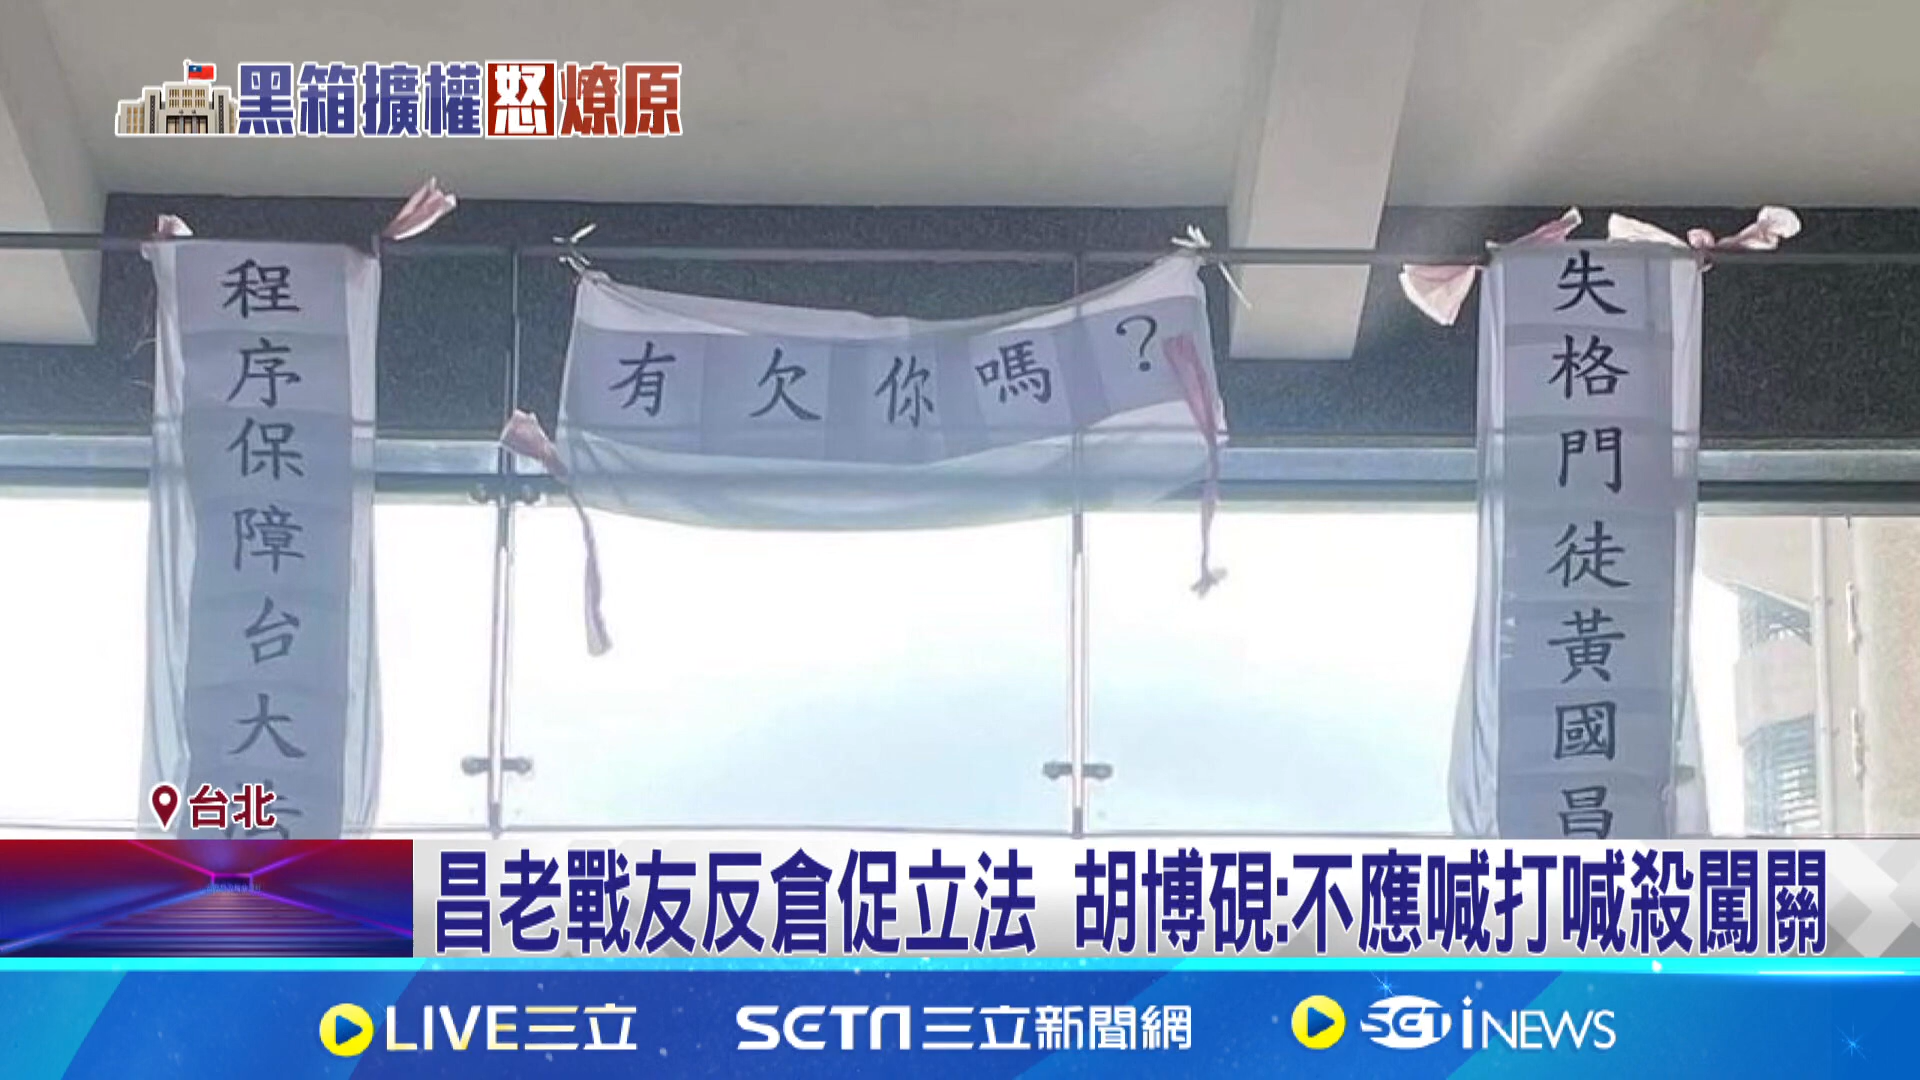 黑箱擴權怒燎原
程序保障台大
有欠你嗎？
失格門徒黃國昌
台北
昌老戰友反倉促立法 胡博硯:不應喊打喊殺闖關
LIVE三立
SETN三立新聞網
SETiNEWS